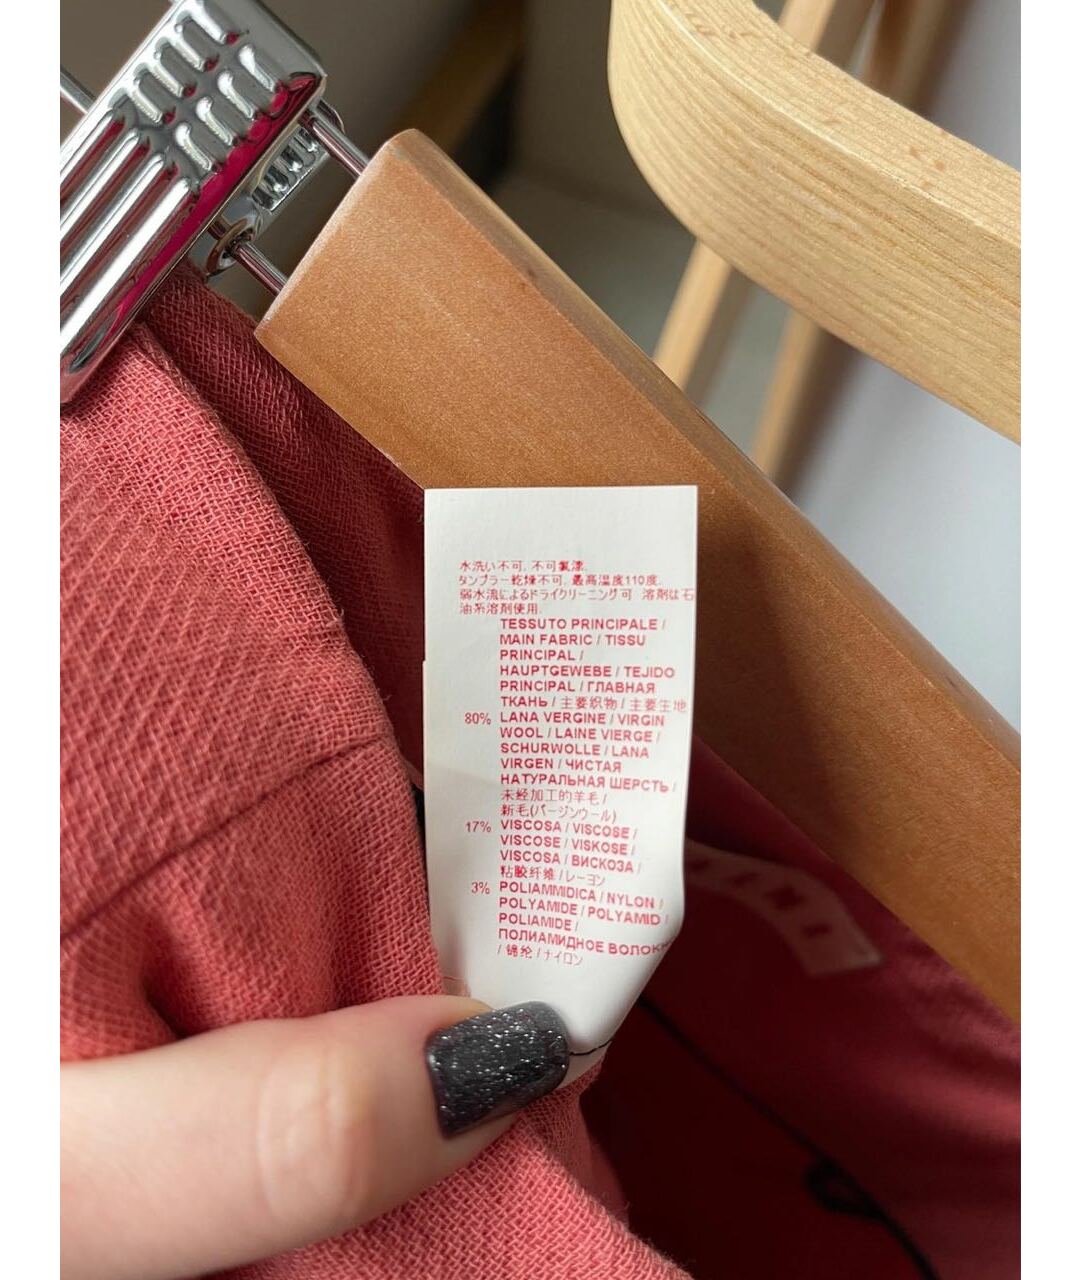 水洗い不可. 不可氯漂.
タンブラー乾燥不可. 最高温度110度.
弱水流によるドライクリーニング可 溶剤は石
油系溶剤使用.
TESSUTO PRINCIPALE /
MAIN FABRIC / TISSU
PRINCIPAL /
HAUPTGEWEBE / TEJIDO
PRINCIPAL / ГЛАВНАЯ
ТКАНЬ / 主要织物 / 主要生地
80% LANA VERGINE / VIRGIN
WOOL / LAINE VIERGE /
SCHURWOLLE / LANA
VIRGEN / ЧИСТАЯ
НАТУРАЛЬНАЯ ШЕРСТЬ /
未经加工的羊毛 /
新毛(バージンウール)
17% VISCOSA / VISCOSE /
VISCOSE / VISKOSE /
VISCOSA / ВИСКОЗА /
粘胶纤维 / レーヨン
3% POLIAMMIDICA / NYLON /
POLYAMIDE / POLYAMID
POLIAMIDE /
ПОЛИАМИДНОЕ ВОЛОКН
/ 锦纶 / ナイロン